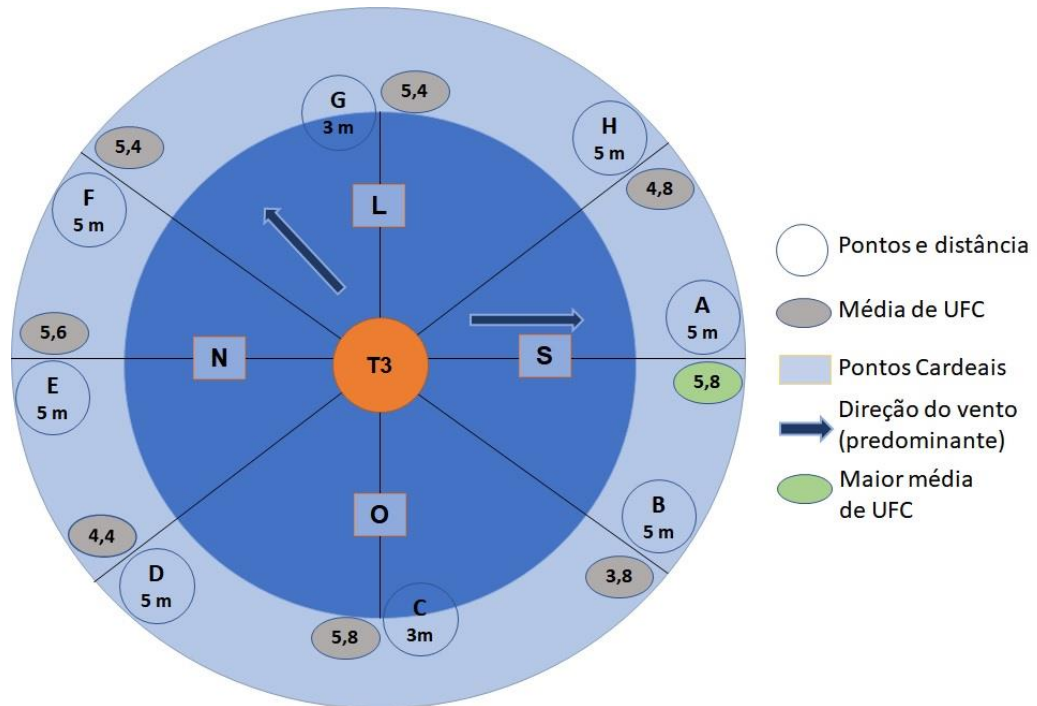 G
3 m
5,4
H
5 m
4,8
5,4
F
5 m
L
A
5 m
5,8
5,6
E
5 m
N
T3
S
O
B
5 m
3,8
4,4
D
5 m
C
3m
5,8
Pontos e distância
Média de UFC
Pontos Cardeais
Direção do vento
(predominante)
Maior média
de UFC